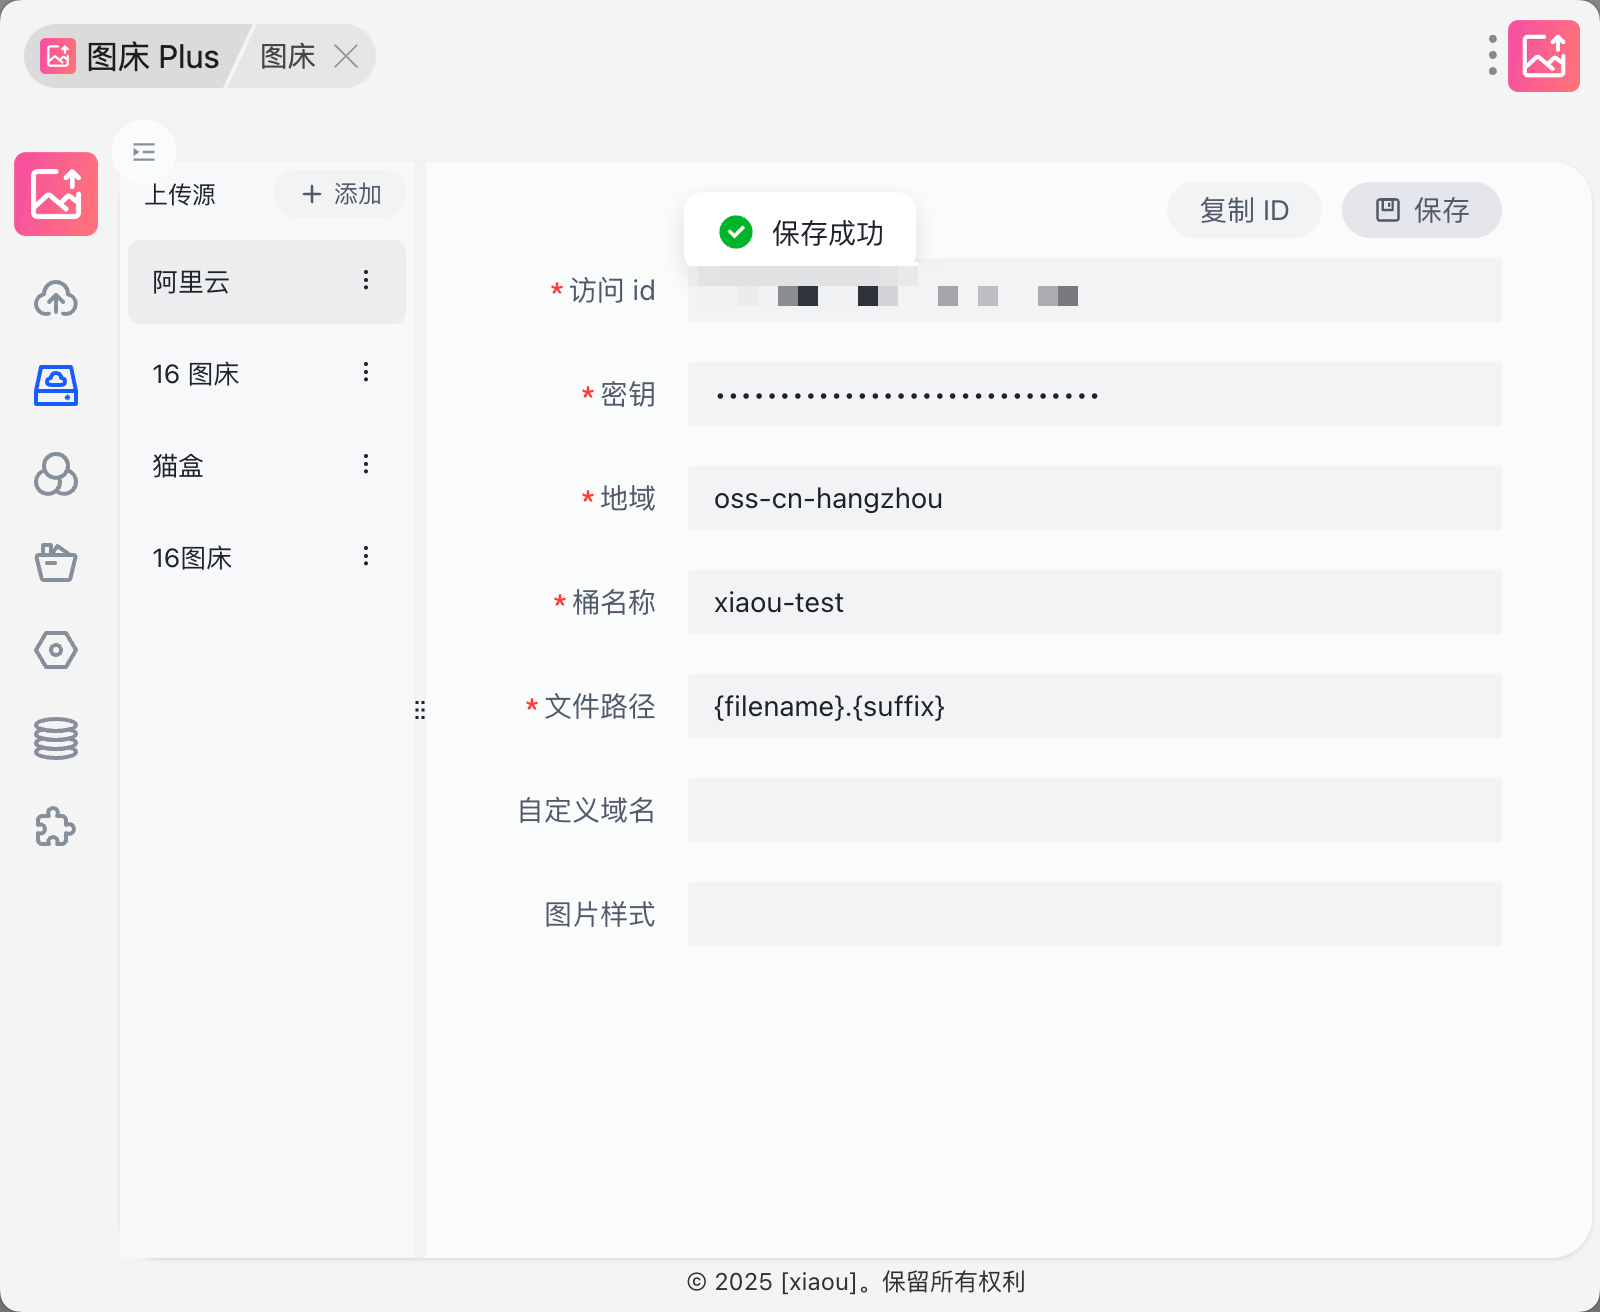 图床 Plus
图床
上传源
添加
阿里云
16 图床
猫盒
16图床
复制 ID
保存
保存成功
* 访问 id
* 密钥
* 地域
oss-cn-hangzhou
* 桶名称
xiaou-test
* 文件路径
{filename}.{suffix}
自定义域名
图片样式
© 2025 [xiaou]。保留所有权利